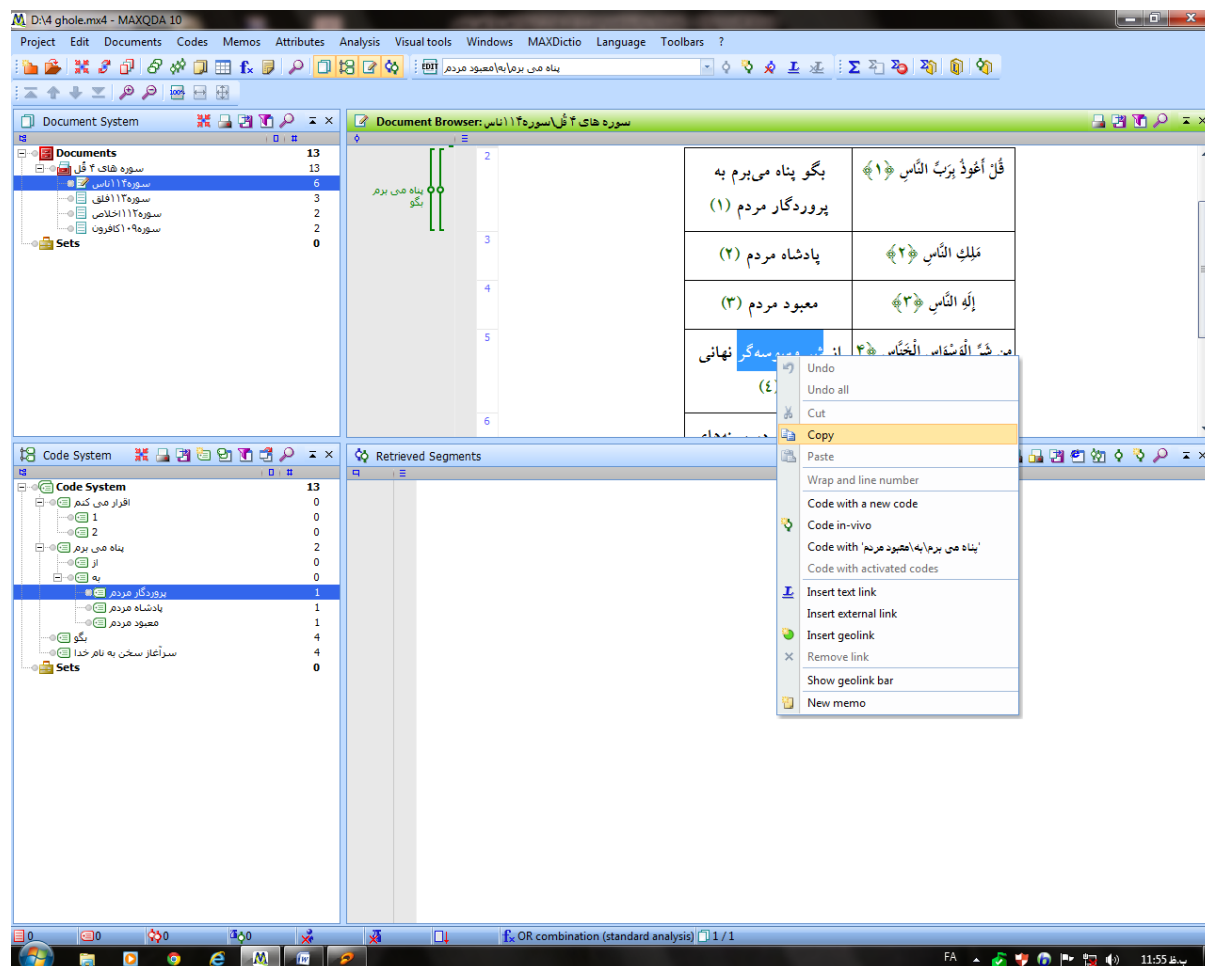 D:\4 ghole.mx4 - MAXQDA 10
Project Edit Documents Codes Memos Attributes Analysis Visual tools Windows MAXDictio Language Toolbars ?
پناه می برم\به\معبود مردم
Document System
Documents 13
سوره های ۴ قُل 13
سوره۱۱۴ناس 6
سوره۱۱۳فلق 3
سوره۱۱۲اخلاص 2
سوره۱۰۹کافرون 2
Sets 0
Document Browser: سوره های ۴ قُل\سوره۱۱۴ناس
پناه می برم
بگو
2
قُلْ أَعُوذُ بِرَبِّ النَّاسِ ﴿۱﴾
بگو پناه می‌برم به
پروردگار مردم (۱)
3
مَلِكِ النَّاسِ ﴿۲﴾
پادشاه مردم (۲)
4
إِلَهِ النَّاسِ ﴿۳﴾
معبود مردم (۳)
5
مِن شَرِّ الْوَسْوَاسِ الْخَنَّاسِ ﴿۴
از شر وسوسه‌گر نهانی
(٤)
6
Undo
Undo all
Cut
Copy
Paste
Wrap and line number
Code with a new code
Code in-vivo
Code with 'پناه می برم\به\معبود مردم'
Code with activated codes
Insert text link
Insert external link
Insert geolink
Remove link
Show geolink bar
New memo
Code System
Code System 13
اقرار می کنم 0
1 0
2 0
پناه می برم 2
از 0
به 0
پروردگار مردم 1
پادشاه مردم 1
معبود مردم 1
بگو 4
سرآغاز سخن به نام خدا 4
Sets 0
Retrieved Segments
0 0 0 0 OR combination (standard analysis) 1 / 1
FA 11:55 ب.ظ